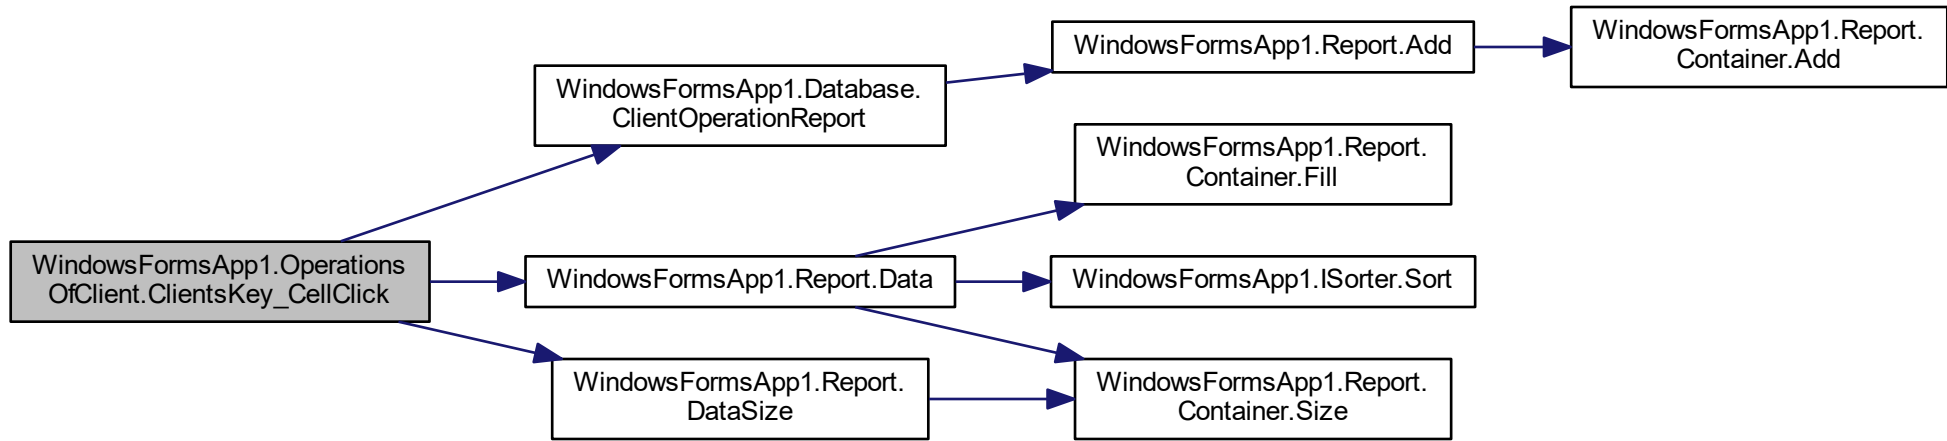 WindowsFormsApp1.Operations
OfClient.ClientsKey_CellClick
WindowsFormsApp1.Database.
ClientOperationReport
WindowsFormsApp1.Report.Add
WindowsFormsApp1.Report.
Container.Add
WindowsFormsApp1.Report.Data
WindowsFormsApp1.Report.
Container.Fill
WindowsFormsApp1.ISorter.Sort
WindowsFormsApp1.Report.
Container.Size
WindowsFormsApp1.Report.
DataSize